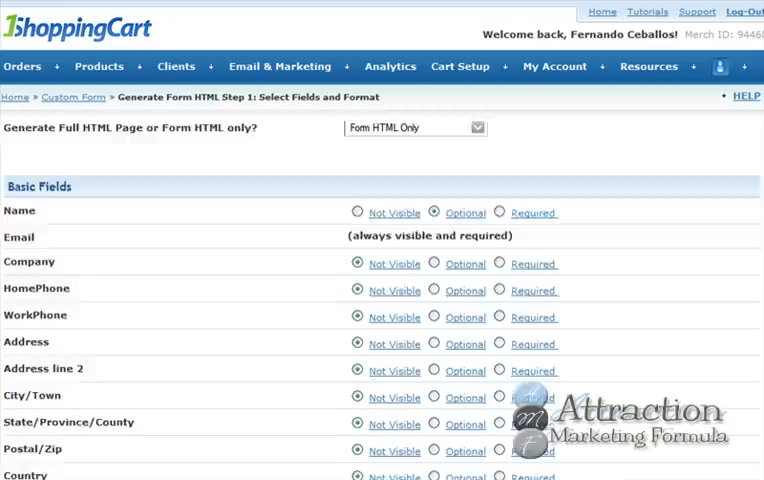 1ShoppingCart
Home Tutorials Support Log-Out
Welcome back, Fernando Ceballos! Merch ID: 94460
Orders Products Clients Email & Marketing Analytics Cart Setup My Account Resources
Home » Custom Form » Generate Form HTML Step 1: Select Fields and Format HELP
Generate Full HTML Page or Form HTML only? Form HTML Only
Basic Fields
Name Not Visible Optional Required
Email (always visible and required)
Company Not Visible Optional Required
HomePhone Not Visible Optional Required
WorkPhone Not Visible Optional Required
Address Not Visible Optional Required
Address line 2 Not Visible Optional Required
City/Town Not Visible Optional
State/Province/County Not Visible Optional
Postal/Zip Not Visible Optional
Country Not Visible Optional
AMF Attraction
Marketing Formula